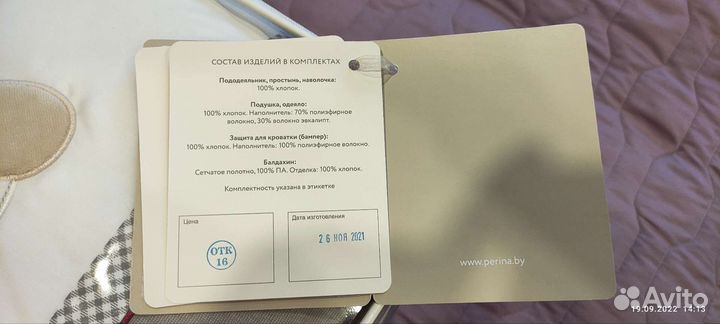 СОСТАВ ИЗДЕЛИЙ В КОМПЛЕКТАХ
Пододеяльник, простынь, наволочка:
100% хлопок.
Подушка, одеяло:
100% хлопок. Наполнитель: 70% полиэфирное
волокно, 30% волокно эвкалипт.
Защита для кроватки (бампер):
100% хлопок. Наполнитель: 100% полиэфирное волокно.
Балдахин:
Сетчатое полотно, 100% ПА. Отделка: 100% хлопок.
Комплектность указана в этикетке
Цена
ОТК
16
Дата изготовления
26 НОЯ 2021
www.perina.by
Avito
19.09.2022 14:13